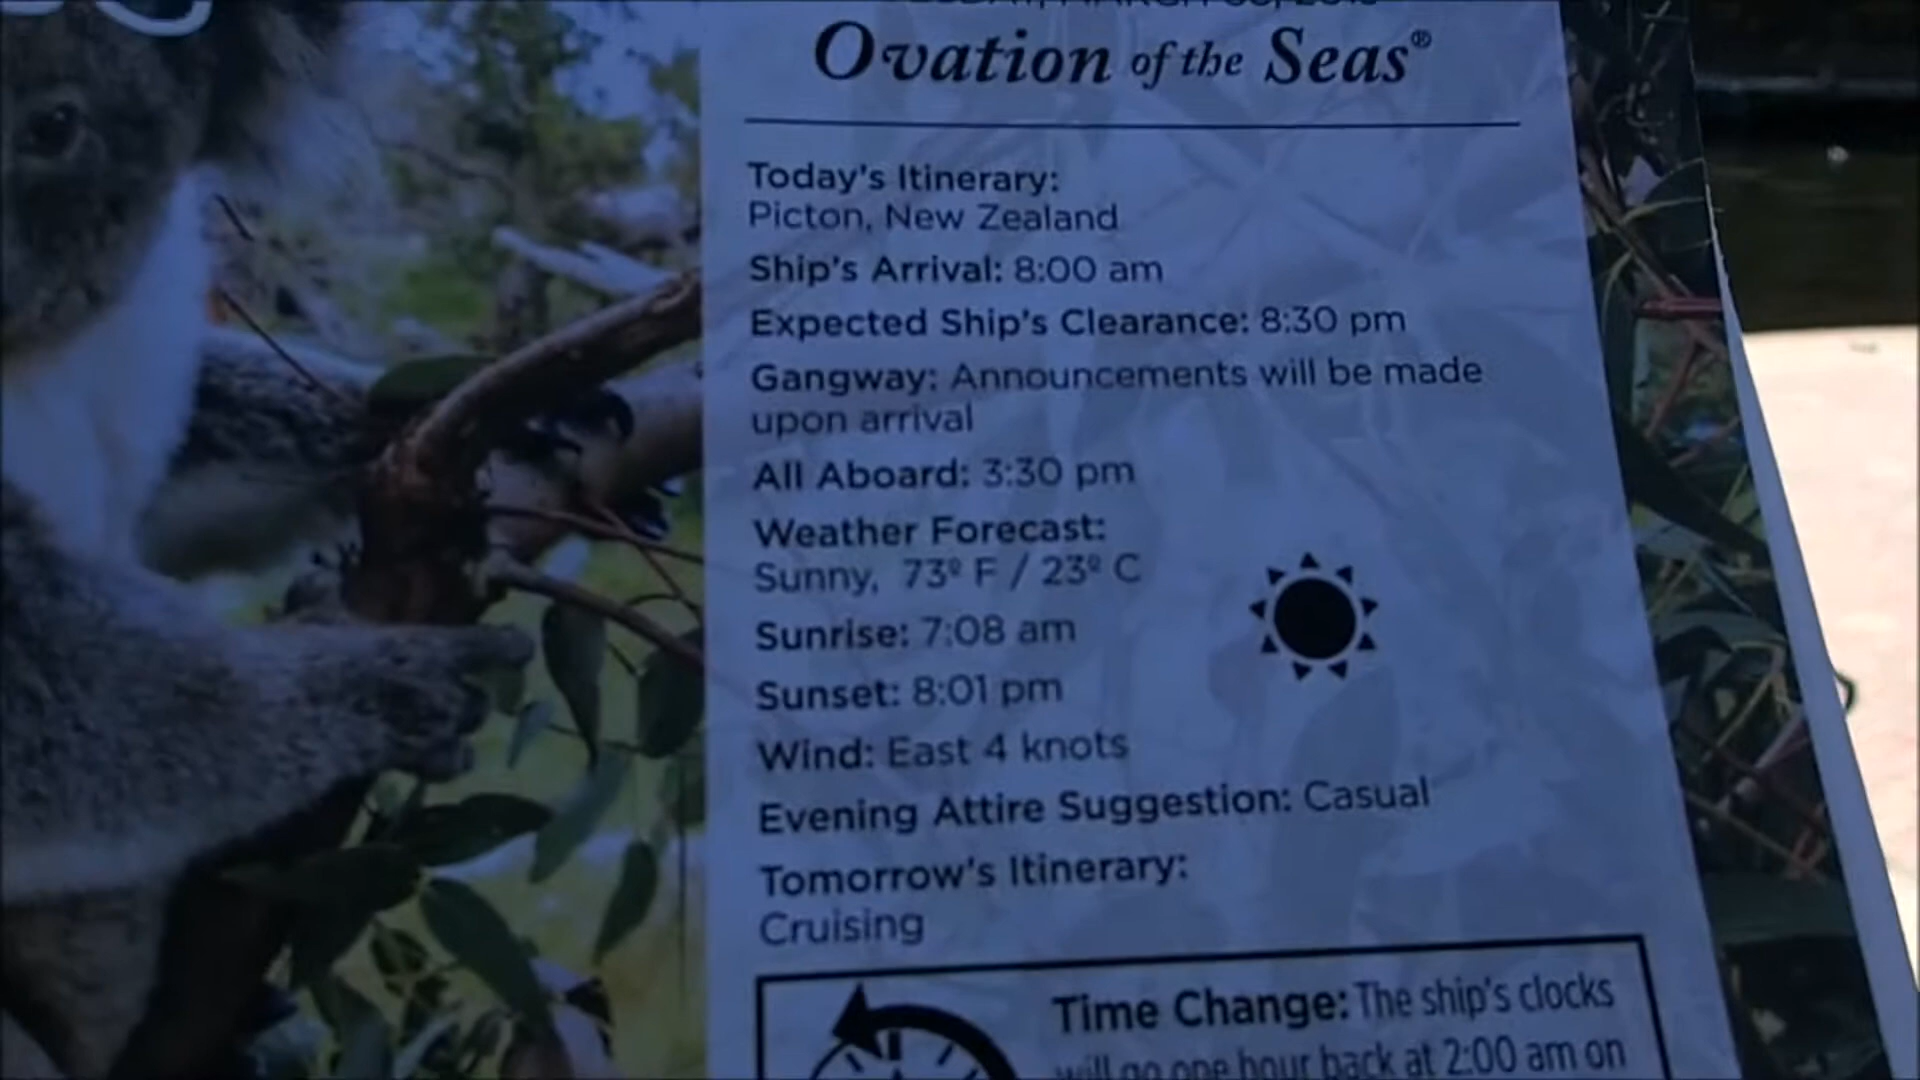 Ovation of the Seas®
Today's Itinerary:
Picton, New Zealand
Ship's Arrival: 8:00 am
Expected Ship's Clearance: 8:30 pm
Gangway: Announcements will be made
upon arrival
All Aboard: 3:30 pm
Weather Forecast:
Sunny, 73º F / 23º C
Sunrise: 7:08 am
Sunset: 8:01 pm
Wind: East 4 knots
Evening Attire Suggestion: Casual
Tomorrow's Itinerary:
Cruising
Time Change: The ship's clocks
will go one hour back at 2:00 am on